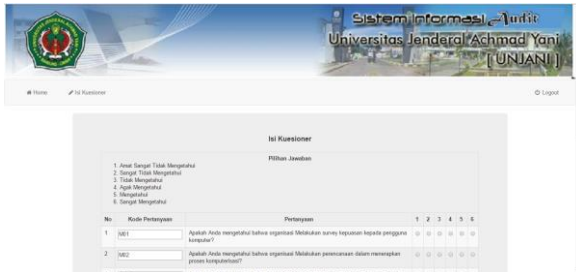 Sistem Informasi Audit
Universitas Jenderal Achmad Yani
[ UNJANI ]
Home Isi Kuesioner Logout
Isi Kuesioner
Pilihan Jawaban
1. Amat Sangat Tidak Mengetahui
2. Sangat Tidak Mengetahui
3. Tidak Mengetahui
4. Agak Mengetahui
5. Mengetahui
6. Sangat Mengetahui
No Kode Pertanyaan Pertanyaan 1 2 3 4 5 6
1 M01 Apakah Anda mengetahui bahwa organisasi Melakukan survey kepuasan kepada pengguna
komputer?
2 M02 Apakah Anda mengetahui bahwa organisasi Melakukan perencanaan dalam menerapkan
proses komputerisasi?